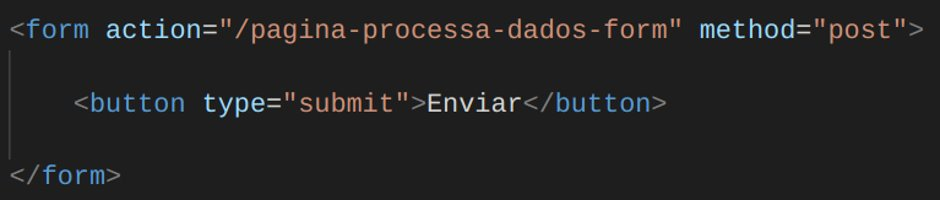 <form action="/pagina-processa-dados-form" method="post">
<button type="submit">Enviar</button>
</form>